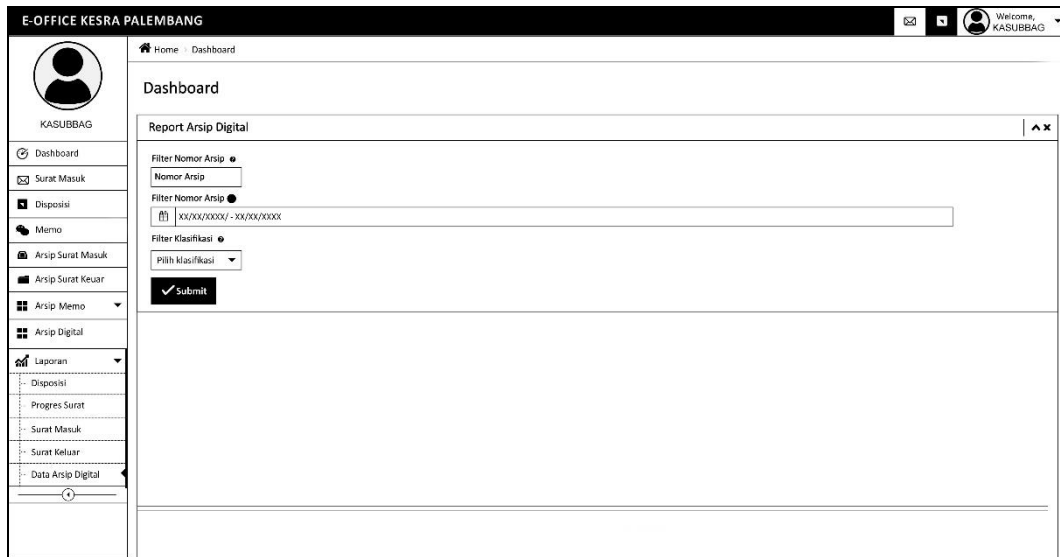 E-OFFICE KESRA PALEMBANG
Welcome,
KASUBBAG
Home Dashboard
Dashboard
KASUBBAG
Dashboard
Surat Masuk
Disposisi
Memo
Arsip Surat Masuk
Arsip Surat Keuar
Arsip Memo
Arsip Digital
Laporan
Disposisi
Progres Surat
Surat Masuk
Surat Keluar
Data Arsip Digital
Report Arsip Digital
Filter Nomor Arsip
Nomor Arsip
Filter Nomor Arsip
XX/XX/XXXX/ - XX/XX/XXXX
Filter Klasifikasi
Pilih klasifikasi
Submit